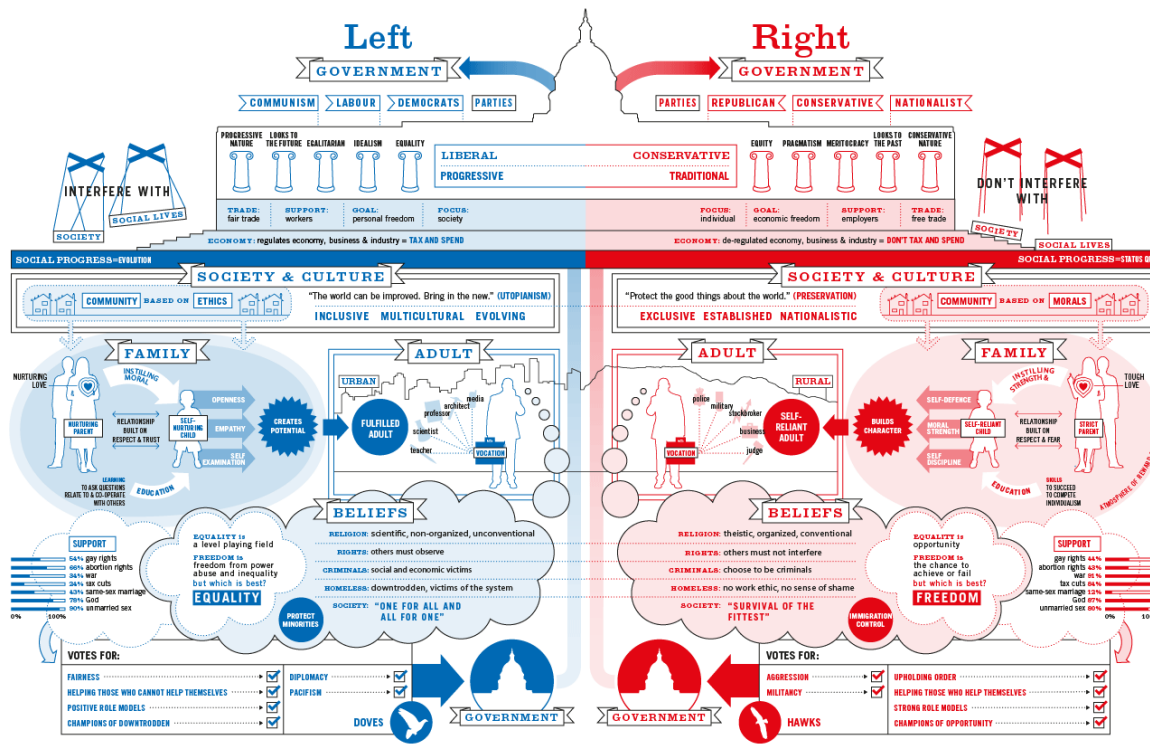 Left
Right
GOVERNMENT
GOVERNMENT
COMMUNISM
LABOUR
DEMOCRATS
PARTIES
PARTIES
REPUBLICAN
CONSERVATIVE
NATIONALIST
PROGRESSIVE
NATURE
LOOKS TO
THE FUTURE
EGALITARIAN
IDEALISM
EQUALITY
LIBERAL
CONSERVATIVE
PROGRESSIVE
TRADITIONAL
EQUITY
PRAGMATISM
MERITOCRACY
LOOKS TO
THE PAST
CONSERVATIVE
NATURE
INTERFERE WITH
SOCIETY
SOCIAL LIVES
DON'T INTERFERE
WITH
SOCIETY
SOCIAL LIVES
TRADE:
fair trade
SUPPORT:
workers
GOAL:
personal freedom
FOCUS:
society
FOCUS:
individual
GOAL:
economic freedom
SUPPORT:
employers
TRADE:
free trade
ECONOMY: regulates economy, business & industry = TAX AND SPEND
ECONOMY: de-regulated economy, business & industry = DON'T TAX AND SPEND
SOCIAL PROGRESS=EVOLUTION
SOCIAL PROGRESS=STATUS
SOCIETY & CULTURE
SOCIETY & CULTURE
COMMUNITY BASED ON ETHICS
"The world can be improved. Bring in the new." (UTOPIANISM)
INCLUSIVE MULTICULTURAL EVOLVING
"Protect the good things about the world." (PRESERVATION)
EXCLUSIVE ESTABLISHED NATIONALISTIC
COMMUNITY BASED ON MORALS
FAMILY
NURTURING
LOVE
INSTILLING
MORAL
NURTURING
PARENT
RELATIONSHIP
BUILT ON
RESPECT & TRUST
SELF-
NURTURING
CHILD
OPENNESS
EMPATHY
SELF
EXAMINATION
CREATES
POTENTIAL
LEARNING
TO ASK QUESTIONS
RELATE TO & CO-OPERATE
WITH OTHERS
EDUCATION
ADULT
URBAN
FULFILLED
ADULT
media
architect
professor
scientist
teacher
VOCATION
ADULT
RURAL
police
military
stockbroker
business
judge
VOCATION
SELF-
RELIANT
ADULT
FAMILY
BUILDS
CHARACTER
SELF-DEFENCE
MORAL
STRENGTH
SELF
DISCIPLINE
SELF-RELIANT
CHILD
INSTILLING
STRENGTH &
TOUGH
LOVE
RELATIONSHIP
BUILT ON
RESPECT & FEAR
STRICT
PARENT
EDUCATION
SKILLS
TO SUCCEED
TO COMPETE
INDIVIDUALISM
ATMOSPHERE OF
BELIEFS
RELIGION: scientific, non-organized, unconventional
RIGHTS: others must observe
CRIMINALS: social and economic victims
HOMELESS: downtrodden, victims of the system
SOCIETY: "ONE FOR ALL AND
ALL FOR ONE"
BELIEFS
RELIGION: theistic, organized, conventional
RIGHTS: others must not interfere
CRIMINALS: choose to be criminals
HOMELESS: no work ethic, no sense of shame
SOCIETY: "SURVIVAL OF THE
FITTEST"
EQUALITY is
a level playing field
FREEDOM is
freedom from power
abuse and inequality
but which is best?
EQUALITY
PROTECT
MINORITIES
EQUALITY is
opportunity
FREEDOM is
the chance to
achieve or fail
but which is best?
FREEDOM
IMMIGRATION
CONTROL
SUPPORT
54% gay rights
66% abortion rights
34% war
24% tax cuts
43% same-sex marriage
78% God
90% unmarried sex
0% 100%
SUPPORT
gay rights 44%
abortion rights 43%
war 91%
tax cuts 64%
same-sex marriage 12%
God 87%
unmarried sex 80%
0% 10
VOTES FOR:
FAIRNESS
HELPING THOSE WHO CANNOT HELP THEMSELVES
POSITIVE ROLE MODELS
CHAMPIONS OF DOWNTRODDEN
DIPLOMACY
PACIFISM
DOVES
GOVERNMENT
GOVERNMENT
VOTES FOR:
AGGRESSION
MILITANCY
HAWKS
UPHOLDING ORDER
HELPING THOSE WHO HELP THEMSELVES
STRONG ROLE MODELS
CHAMPIONS OF OPPORTUNITY